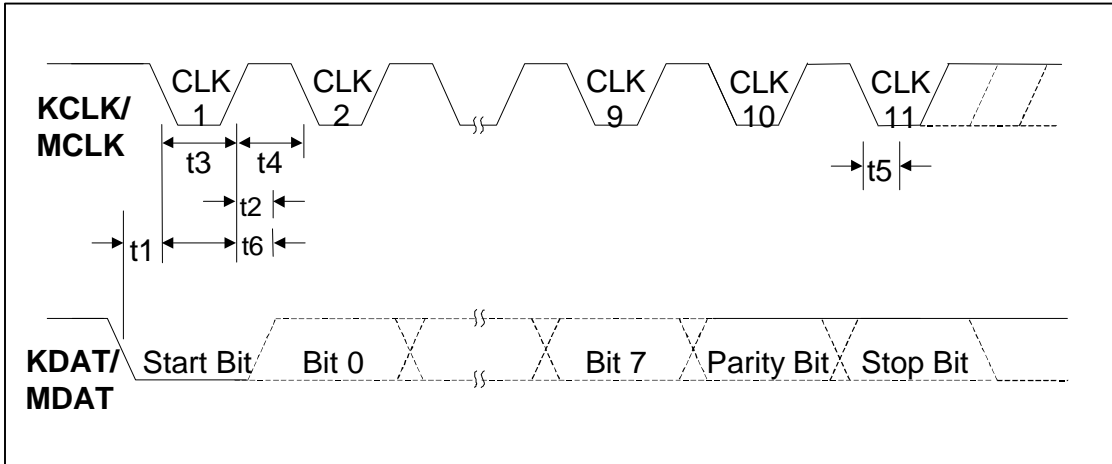 CLK
1
CLK
2
CLK
9
CLK
10
CLK
11
KCLK/
MCLK
t3
t4
t5
t2
t1
t6
KDAT/
MDAT
Start Bit
Bit 0
Bit 7
Parity Bit
Stop Bit